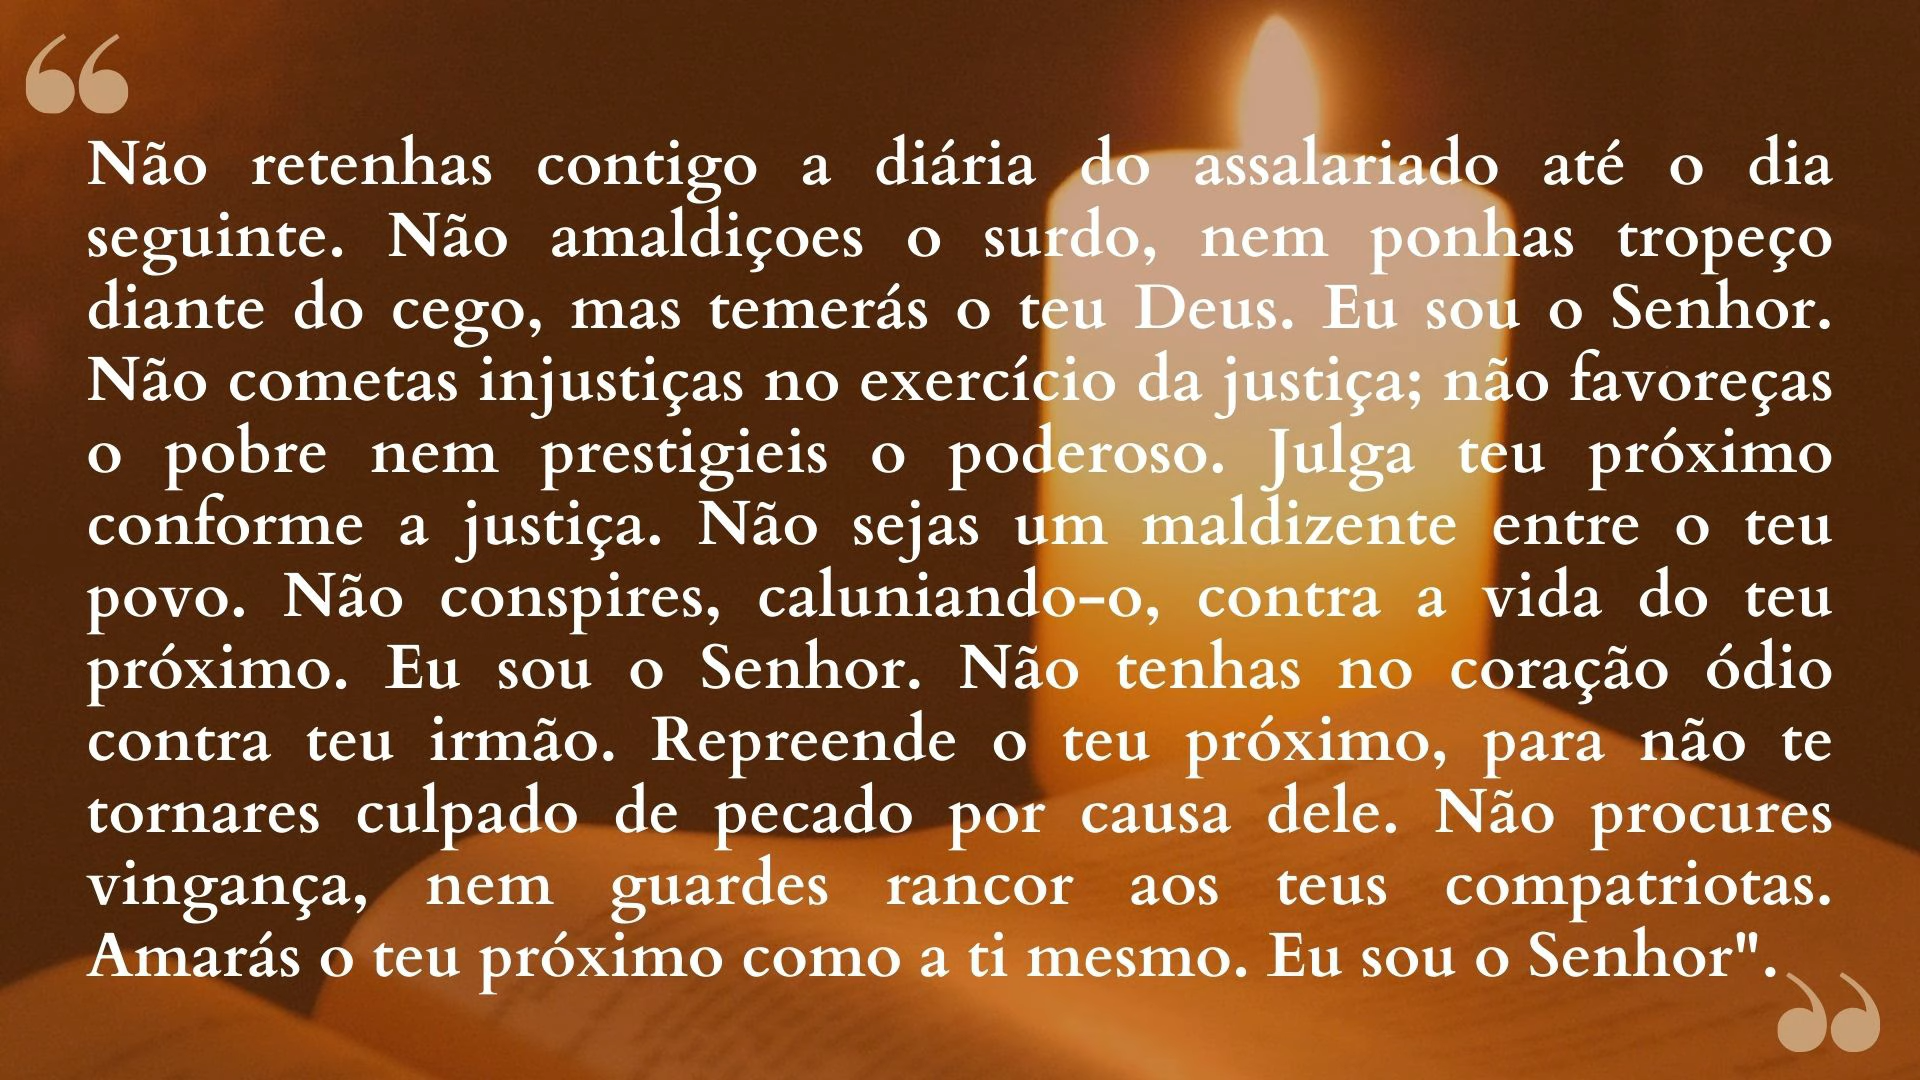 “
Não retenhas contigo a diária do assalariado até o dia
seguinte. Não amaldiçoes o surdo, nem ponhas tropeço
diante do cego, mas temerás o teu Deus. Eu sou o Senhor.
Não cometas injustiças no exercício da justiça; não favoreças
o pobre nem prestigieis o poderoso. Julga teu próximo
conforme a justiça. Não sejas um maldizente entre o teu
povo. Não conspires, caluniando-o, contra a vida do teu
próximo. Eu sou o Senhor. Não tenhas no coração ódio
contra teu irmão. Repreende o teu próximo, para não te
tornares culpado de pecado por causa dele. Não procures
vingança, nem guardes rancor aos teus compatriotas.
Amarás o teu próximo como a ti mesmo. Eu sou o Senhor".
”